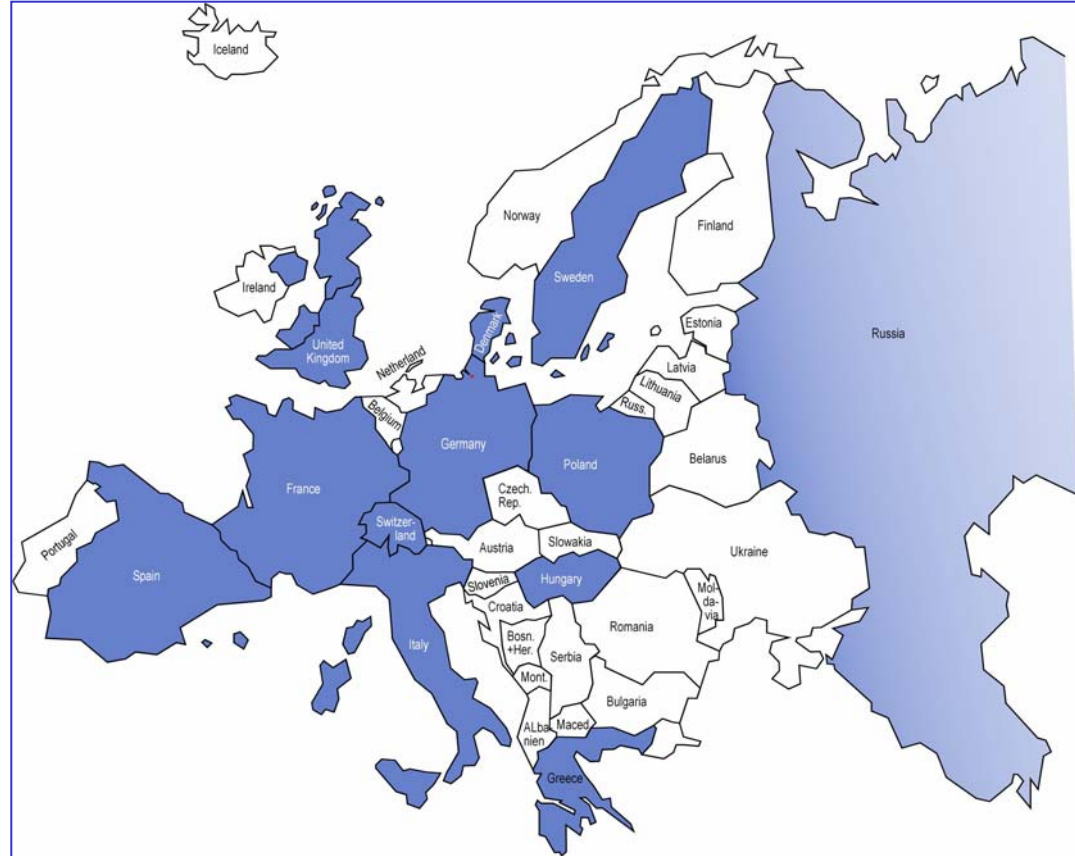 Iceland
Norway
Finland
Sweden
Russia
Ireland
United
Kingdom
Denmark
Estonia
Latvia
Lithuania
Russ.
Netherland
Belgium
Germany
Poland
Belarus
France
Czech.
Rep.
Switzer-
land
Austria
Slowakia
Ukraine
Portugal
Spain
Slovenia
Hungary
Mol-
da-
via
Croatia
Romania
Italy
Bosn.
+Her.
Serbia
Mont.
Bulgaria
ALba
nien
Maced
Greece